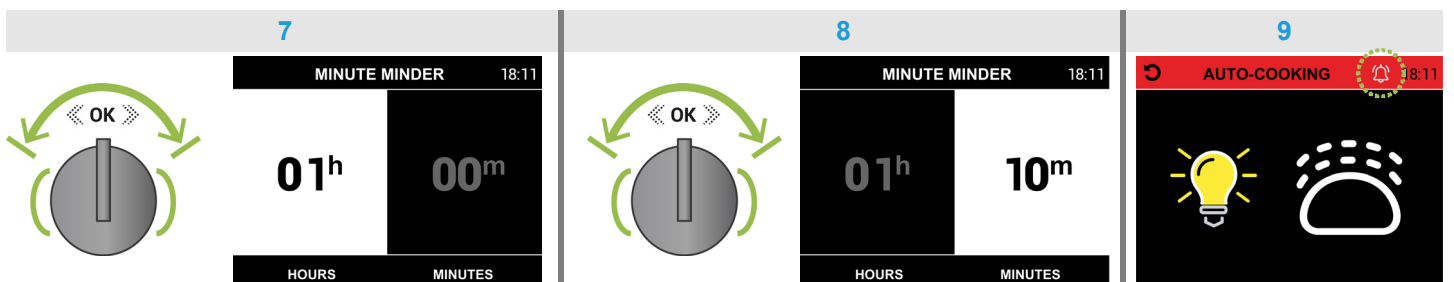 7
OK
MINUTE MINDER 18:11
01h 00m
HOURS MINUTES
8
OK
MINUTE MINDER 18:11
01h 10m
HOURS MINUTES
9
AUTO-COOKING 18:11